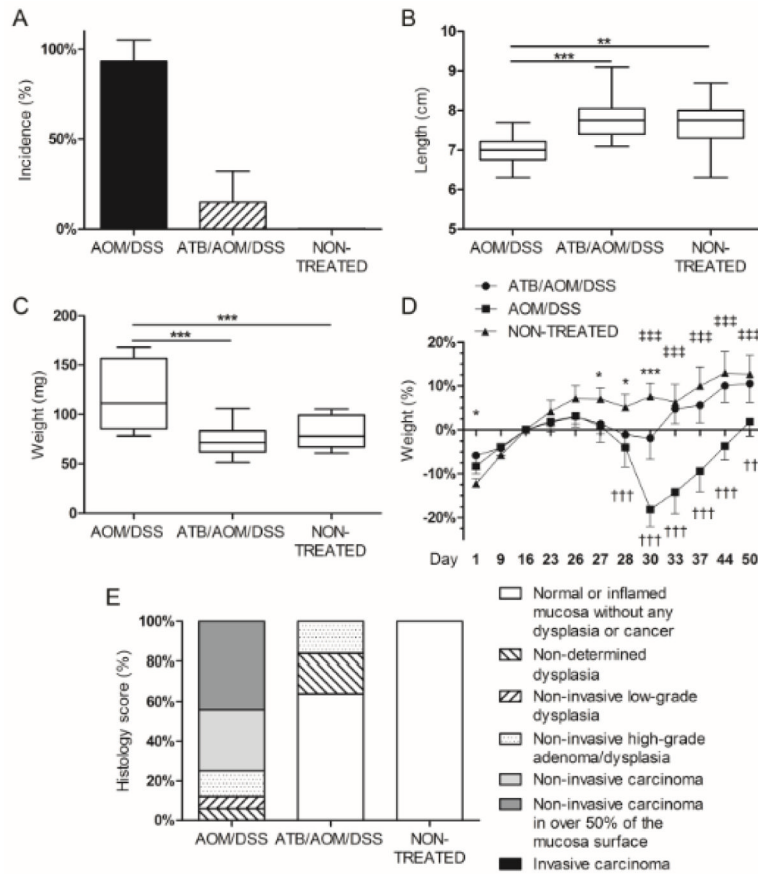 A
100%
50%
0%
Incidence (%)
AOM/DSS
ATB/AOM/DSS
NON-
TREATED
B
10
9
8
7
6
5
Length (cm)
**
***
AOM/DSS
ATB/AOM/DSS
NON-
TREATED
C
200
150
100
50
0
Weight (mg)
***
***
AOM/DSS
ATB/AOM/DSS
NON-
TREATED
D
ATB/AOM/DSS
AOM/DSS
NON-TREATED
20%
10%
0%
-10%
-20%
Weight (%)
*
*
*
***
‡‡‡
‡‡‡
‡‡‡
‡‡‡
‡‡‡
†††
†††
†††
†††
†††
††
Day 1 9 16 23 26 27 28 30 33 37 44 50
E
100%
80%
60%
40%
20%
0%
Histology score (%)
AOM/DSS
ATB/AOM/DSS
NON-
TREATED
Normal or inflamed
mucosa without any
dysplasia or cancer
Non-determined
dysplasia
Non-invasive low-grade
dysplasia
Non-invasive high-grade
adenoma/dysplasia
Non-invasive carcinoma
Non-invasive carcinoma
in over 50% of the
mucosa surface
Invasive carcinoma